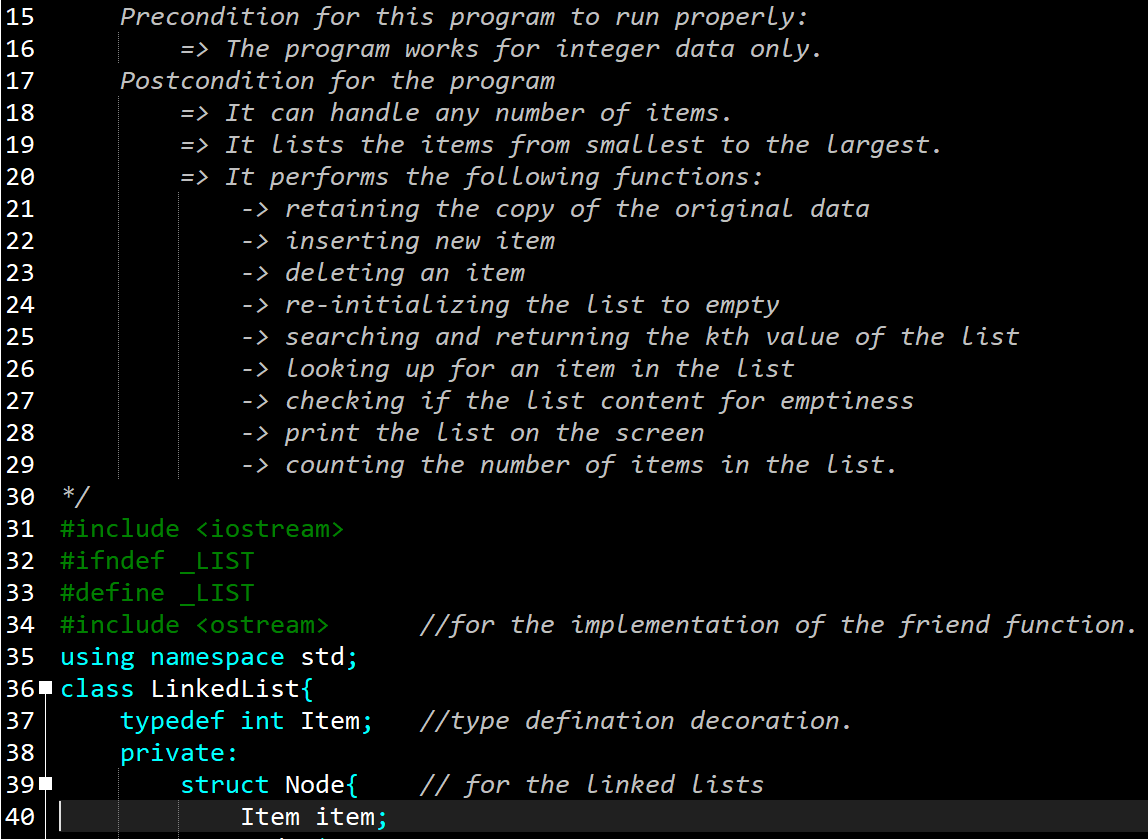 15 Precondition for this program to run properly:
16 => The program works for integer data only.
17 Postcondition for the program
18 => It can handle any number of items.
19 => It lists the items from smallest to the largest.
20 => It performs the following functions:
21 -> retaining the copy of the original data
22 -> inserting new item
23 -> deleting an item
24 -> re-initializing the list to empty
25 -> searching and returning the kth value of the list
26 -> looking up for an item in the list
27 -> checking if the list content for emptiness
28 -> print the list on the screen
29 -> counting the number of items in the list.
30 */
31 #include <iostream>
32 #ifndef _LIST
33 #define _LIST
34 #include <ostream> //for the implementation of the friend function.
35 using namespace std;
36 class LinkedList{
37 typedef int Item; //type defination decoration.
38 private:
39 struct Node{ // for the linked lists
40 Item item;